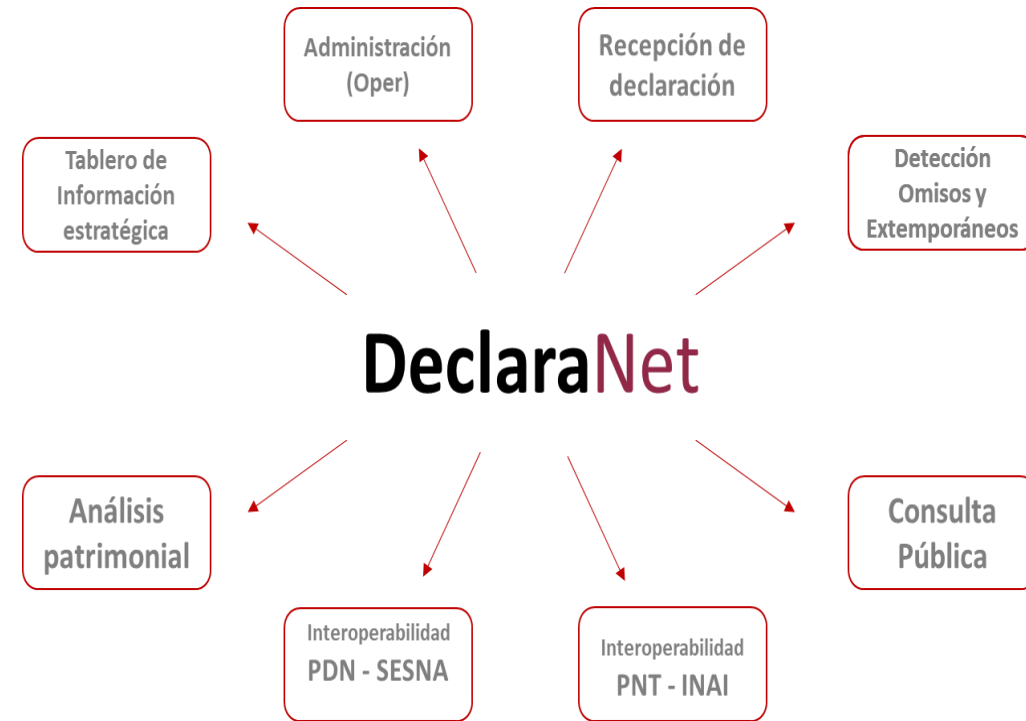 Administración
(Oper)
Recepción de
declaración
Tablero de
Información
estratégica
Detección
Omisos y
Extemporáneos
DeclaraNet
Análisis
patrimonial
Consulta
Pública
Interoperabilidad
PDN - SESNA
Interoperabilidad
PNT - INAI